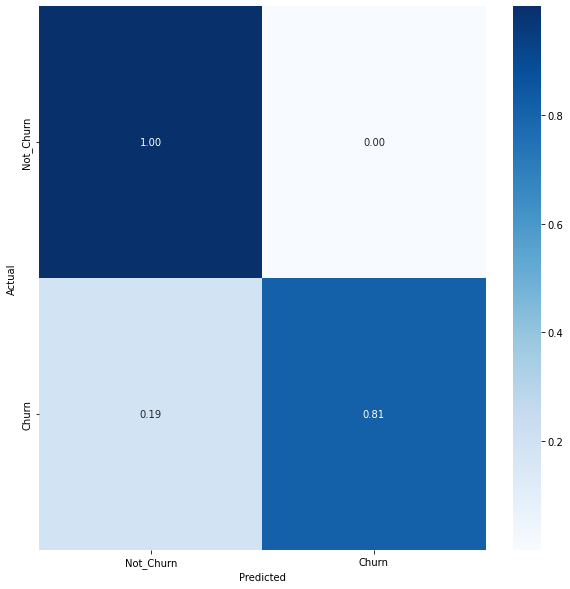 Actual
Not_Churn
1.00
0.00
Churn
0.19
0.81
Not_Churn
Churn
Predicted
0.8
0.6
0.4
0.2